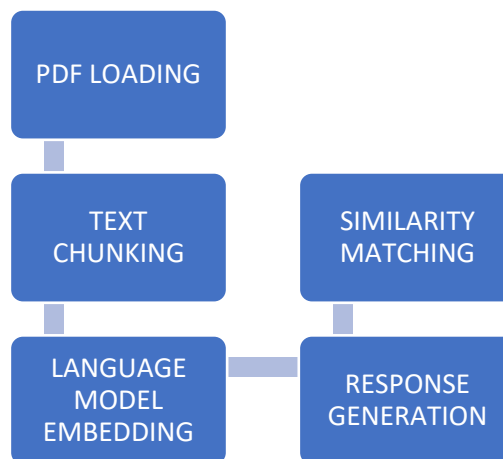 PDF LOADING
TEXT
CHUNKING
LANGUAGE
MODEL
EMBEDDING
RESPONSE
GENERATION
SIMILARITY
MATCHING